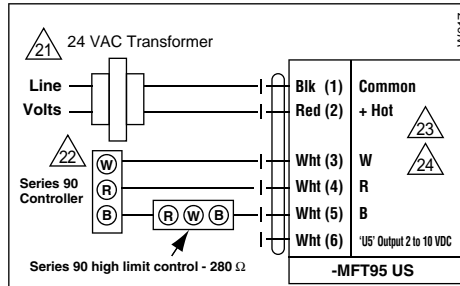 21 24 VAC Transformer
Line
Volts
Blk (1) Common
Red (2) + Hot
23
22
24
Series 90
Controller
W
R
B
R W B
Wht (3) W
Wht (4) R
Wht (5) B
Wht (6) 'U5' Output 2 to 10 VDC
Series 90 high limit control - 280 Ω
-MFT95 US